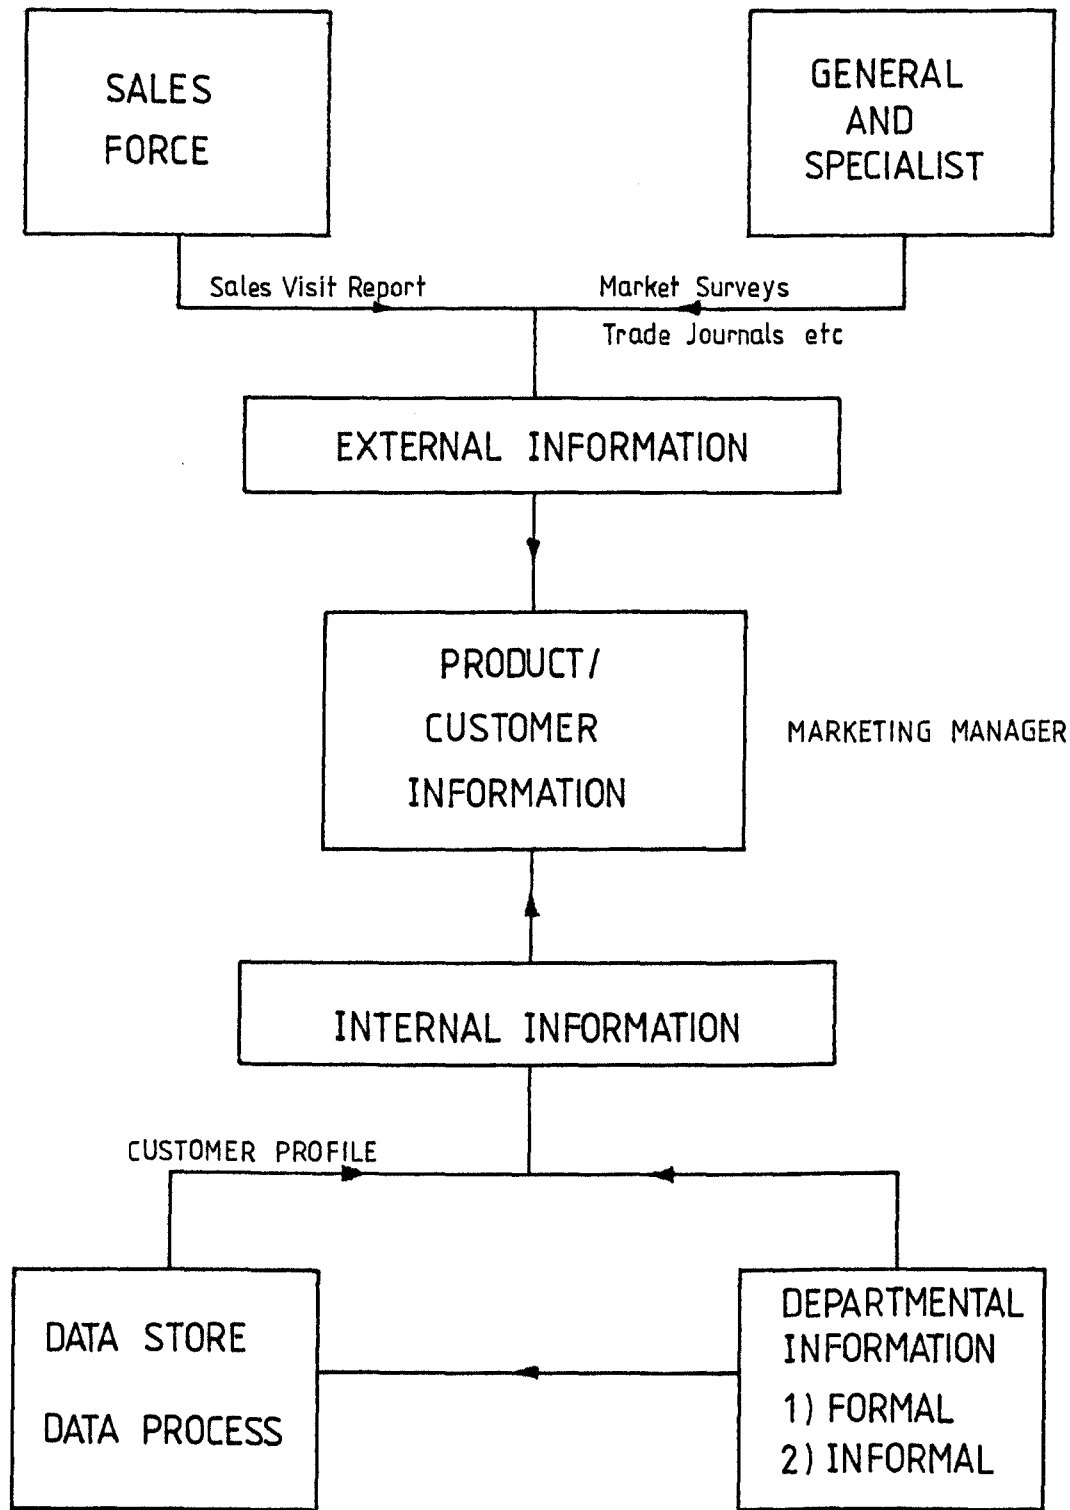 SALES
FORCE
GENERAL
AND
SPECIALIST
Sales Visit Report
Market Surveys
Trade Journals etc
EXTERNAL INFORMATION
PRODUCT/
CUSTOMER
INFORMATION
MARKETING MANAGER
INTERNAL INFORMATION
CUSTOMER PROFILE
DATA STORE
DATA PROCESS
DEPARTMENTAL
INFORMATION
1) FORMAL
2) INFORMAL